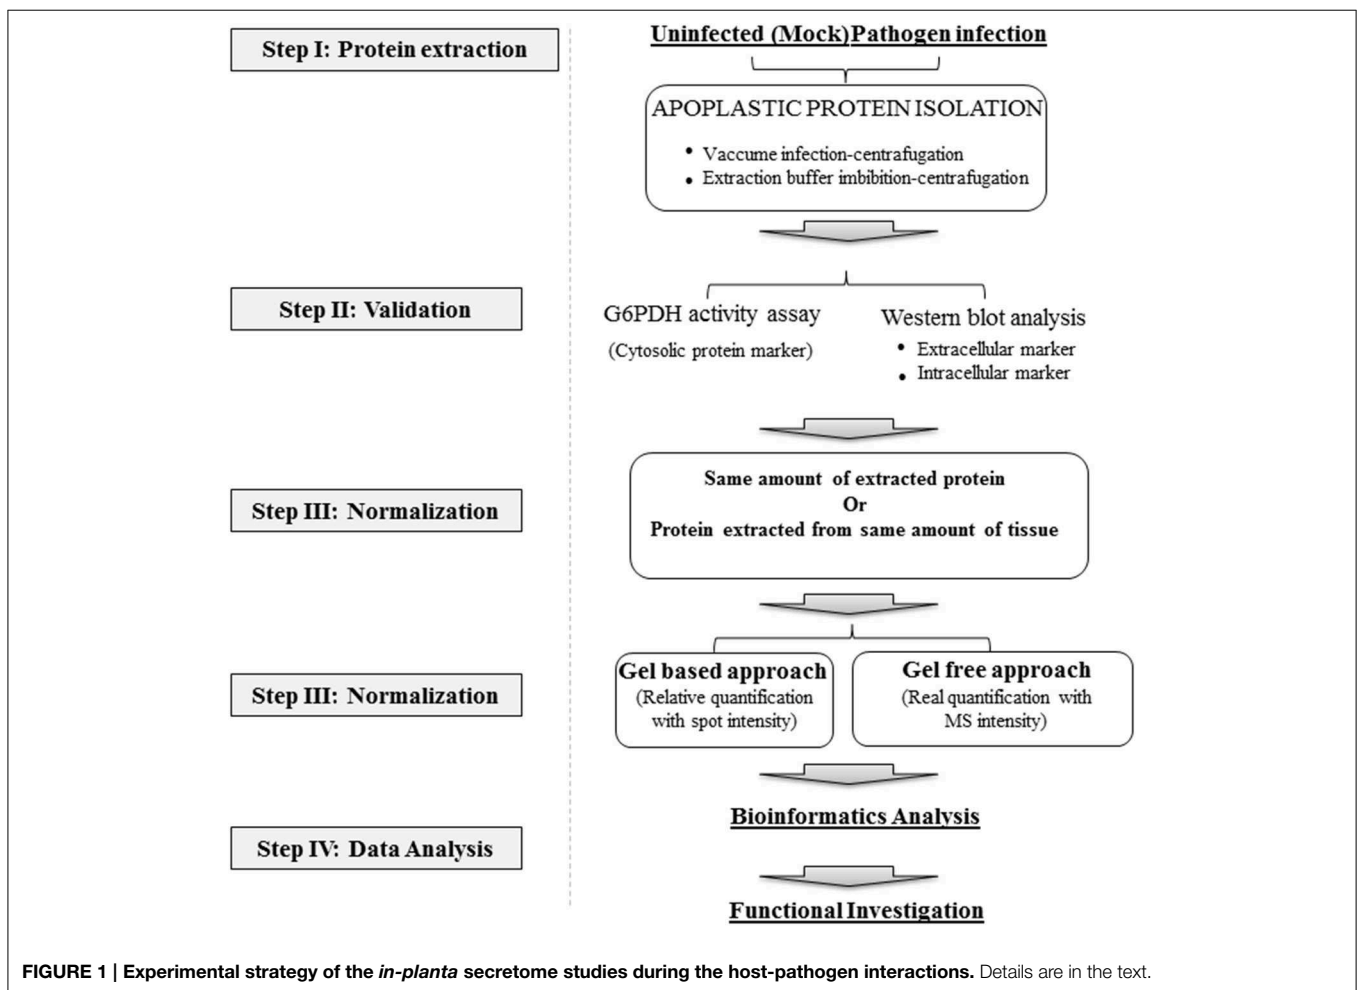 Step I: Protein extraction
Uninfected (Mock) Pathogen infection
APOPLASTIC PROTEIN ISOLATION
• Vaccume infection-centrafugation
• Extraction buffer imbibition-centrafugation
Step II: Validation
G6PDH activity assay
(Cytosolic protein marker)
Western blot analysis
• Extracellular marker
• Intracellular marker
Step III: Normalization
Same amount of extracted protein
Or
Protein extracted from same amount of tissue
Step III: Normalization
Gel based approach
(Relative quantification
with spot intensity)
Gel free approach
(Real quantification with
MS intensity)
Bioinformatics Analysis
Step IV: Data Analysis
Functional Investigation
FIGURE 1 | Experimental strategy of the in-planta secretome studies during the host-pathogen interactions. Details are in the text.